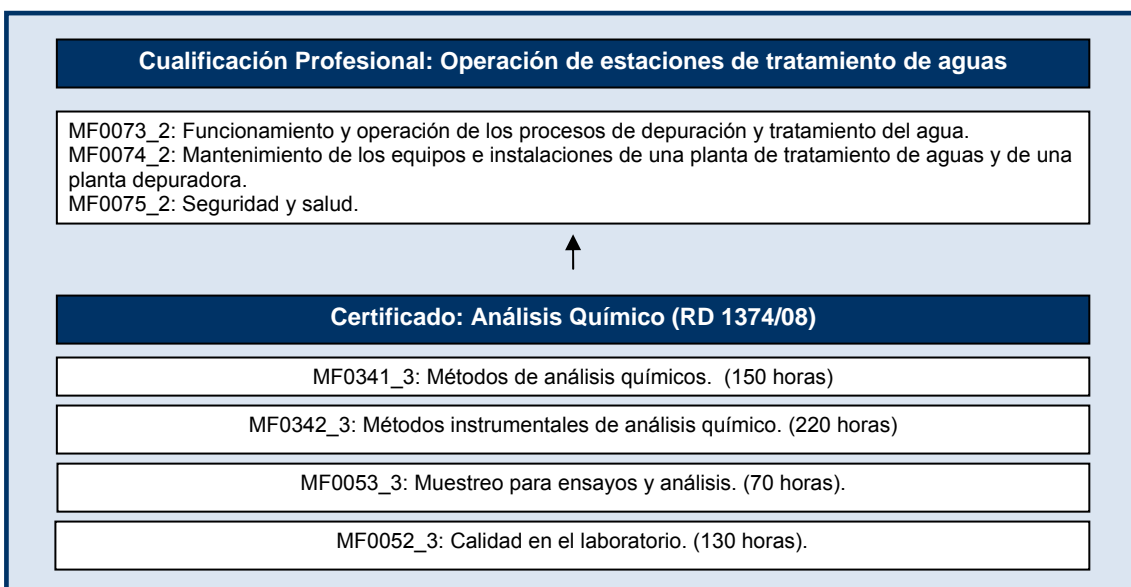 Cualificación Profesional: Operación de estaciones de tratamiento de aguas
MF0073_2: Funcionamiento y operación de los procesos de depuración y tratamiento del agua.
MF0074_2: Mantenimiento de los equipos e instalaciones de una planta de tratamiento de aguas y de una
planta depuradora.
MF0075_2: Seguridad y salud.
Certificado: Análisis Químico (RD 1374/08)
MF0341_3: Métodos de análisis químicos. (150 horas)
MF0342_3: Métodos instrumentales de análisis químico. (220 horas)
MF0053_3: Muestreo para ensayos y análisis. (70 horas).
MF0052_3: Calidad en el laboratorio. (130 horas).